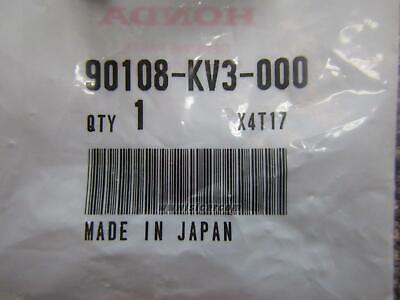 HONDA
90108-KV3-000
QTY 1 X4T17
MADE IN JAPAN